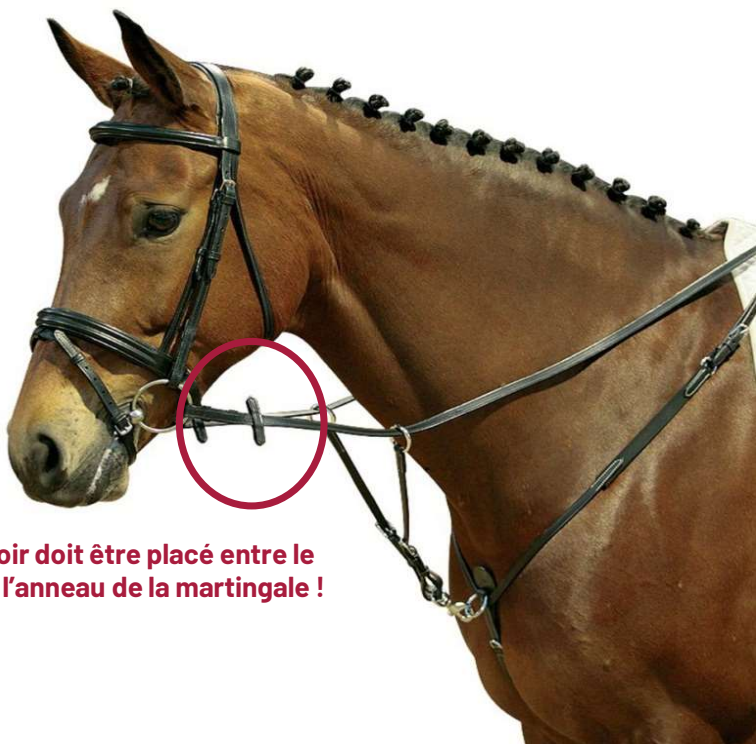 oir doit être placé entre le
l’anneau de la martingale !